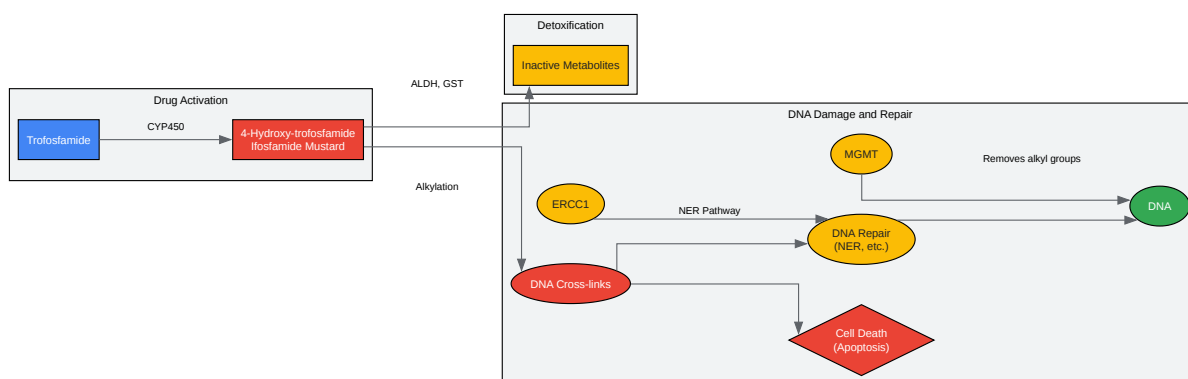 Detoxification
Inactive Metabolites
ALDH, GST
Drug Activation
Trofosfamide
CYP450
4-Hydroxy-trofosfamide
Ifosfamide Mustard
Alkylation
DNA Damage and Repair
MGMT
Removes alkyl groups
ERCC1
NER Pathway
DNA
DNA Repair
(NER, etc.)
DNA Cross-links
Cell Death
(Apoptosis)